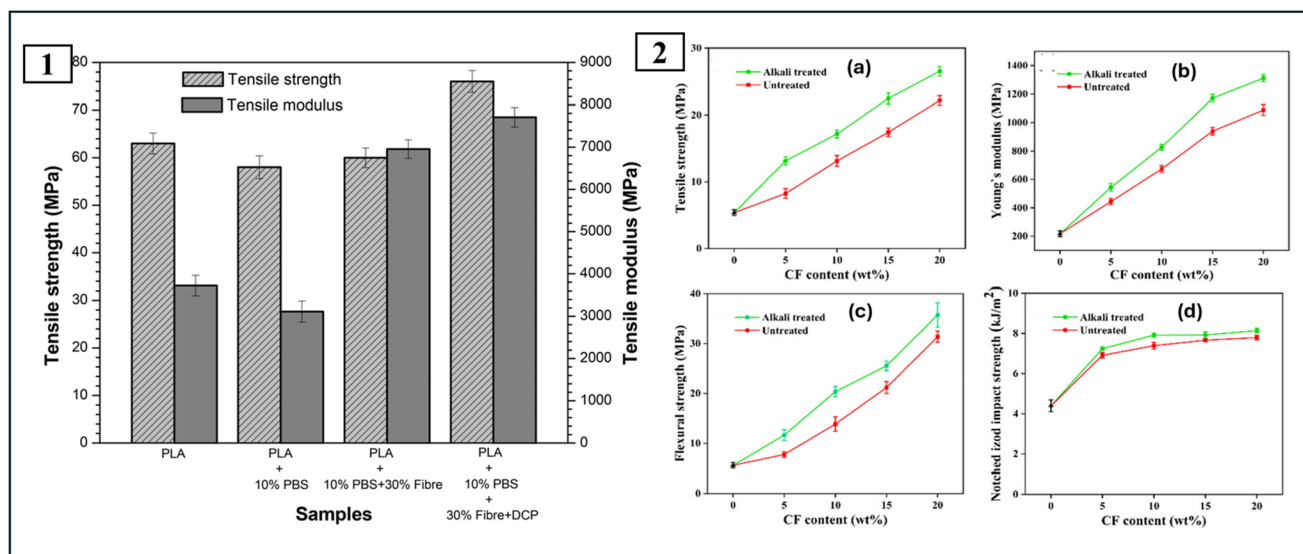 1
Tensile strength
Tensile modulus
Tensile strength (MPa)
80
70
60
50
40
30
20
10
0
9000
8000
7000
6000
5000
4000
3000
2000
1000
0
Tensile modulus (MPa)
PLA
PLA
+
10% PBS
PLA
+
10% PBS+30% Fibre
PLA
+
10% PBS
+
30% Fibre+DCP
Samples
2
(a)
Alkali treated
Untreated
Tensile strength (MPa)
30
20
10
0
0 5 10 15 20
CF content (wt%)
(b)
Alkali treated
Untreated
Young`s modulus (MPa)
1400
1200
1000
800
600
400
200
0 5 10 15 20
CF content (wt%)
(c)
Alkali treated
Untreated
Flexural strength (MPa)
40
30
20
10
0
0 5 10 15 20
CF content (wt%)
(d)
Alkali treated
Untreated
Notched izod impact strength (kJ/m²)
10
8
6
4
2
0
0 5 10 15 20
CF content (wt%)